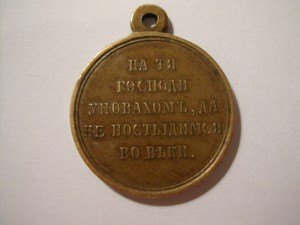 НА ТЯ
ГОСПОДИ
УПОВАХОМЪ, ДА
НЕ ПОСТЫДИМСЯ
ВО ВѢКИ.